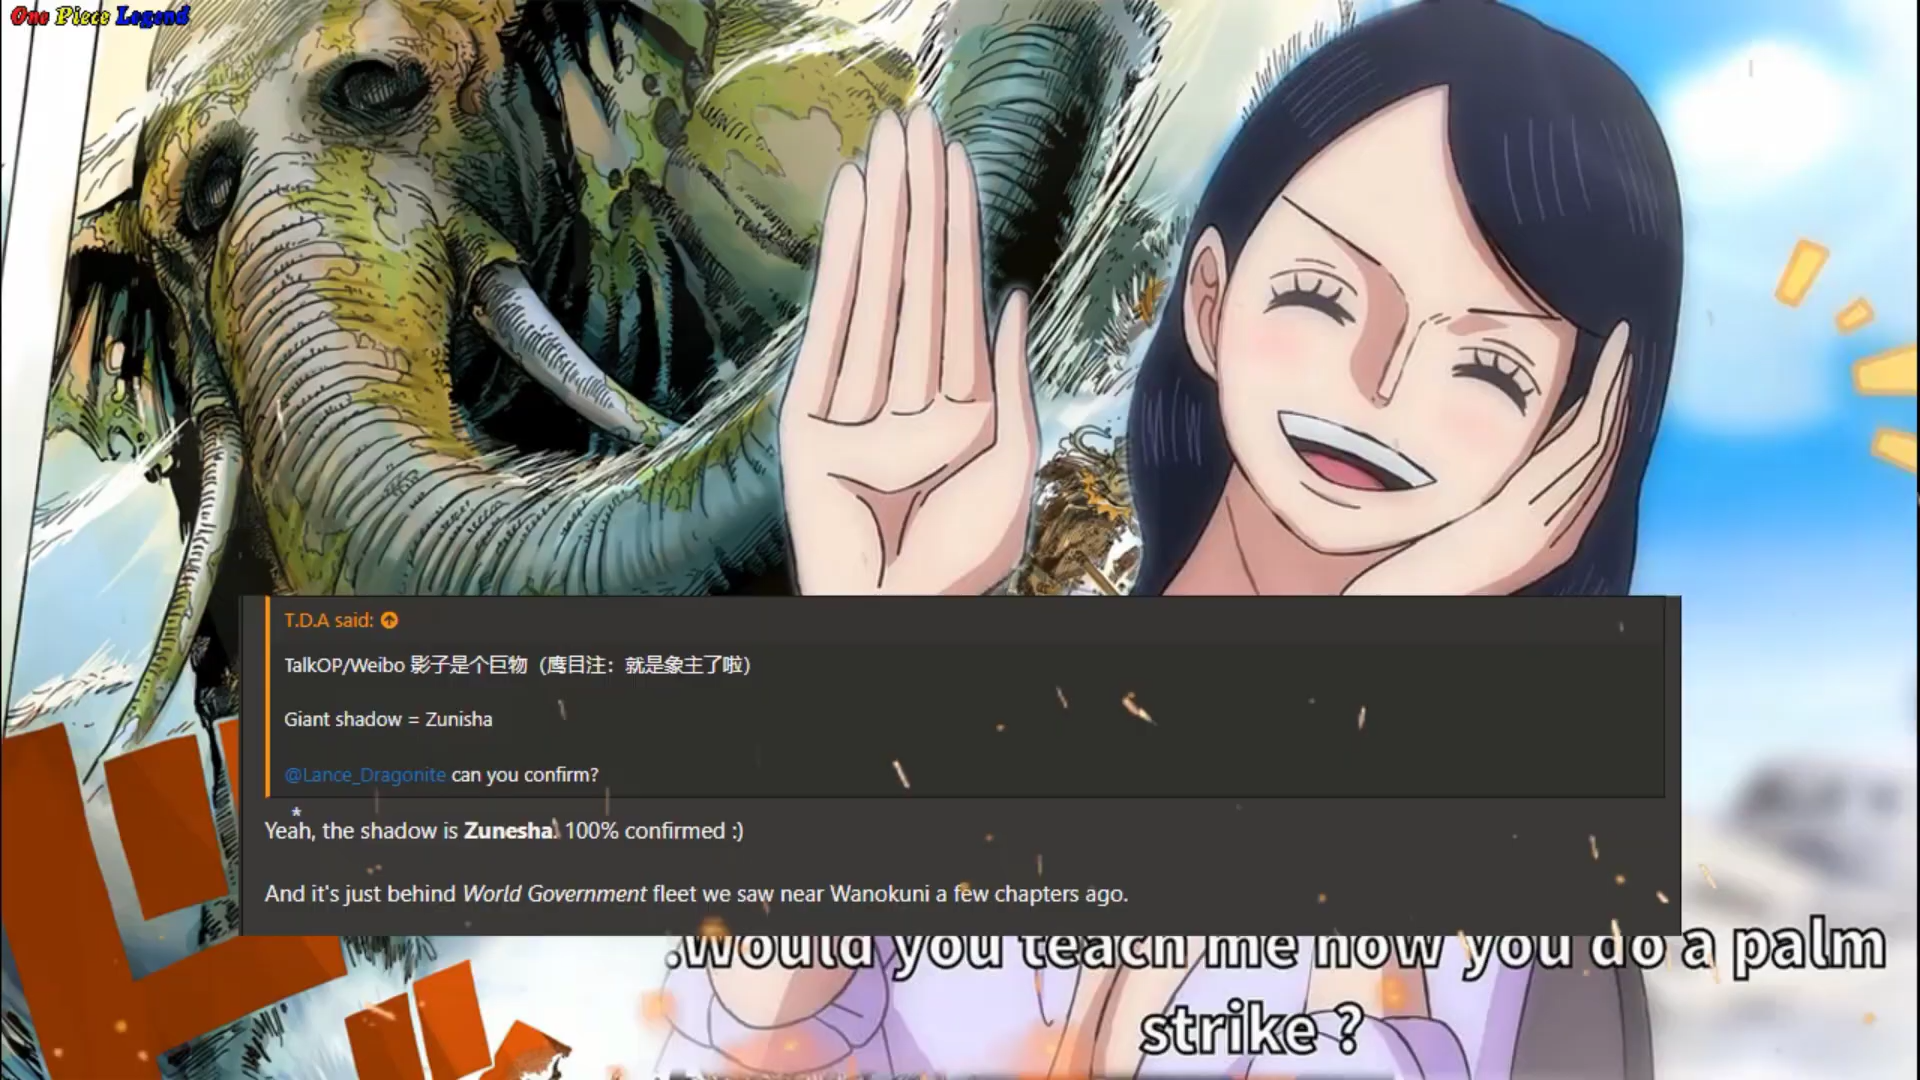 One Piece Legend
T.D.A said:
TalkOP/Weibo 影子是个巨物（鹰目注：就是象主了啦）
Giant shadow = Zunisha
@Lance_Dragonite can you confirm?
*
Yeah, the shadow is Zunesha. 100% confirmed :)
And it's just behind World Government fleet we saw near Wanokuni a few chapters ago.
.Would you teach me how you do a palm
strike ?